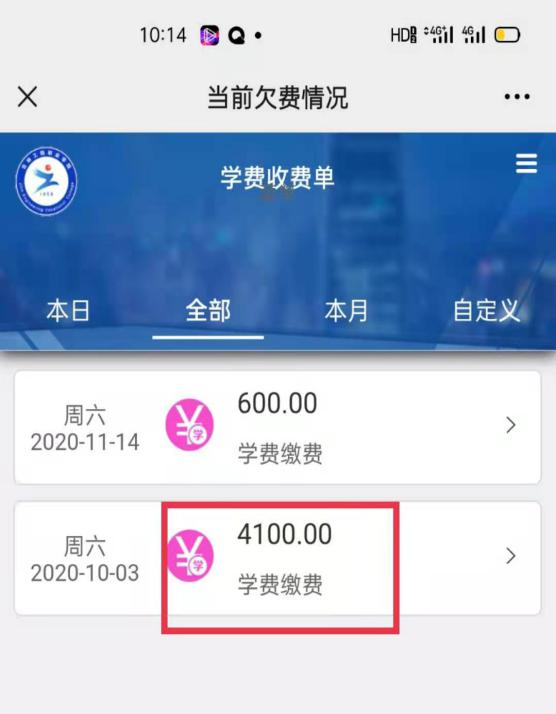 10:14
HD 4G+ 4G
当前欠费情况
学费收费单
本日 全部 本月 自定义
周六
2020-11-14
600.00
学费缴费
周六
2020-10-03
4100.00
学费缴费